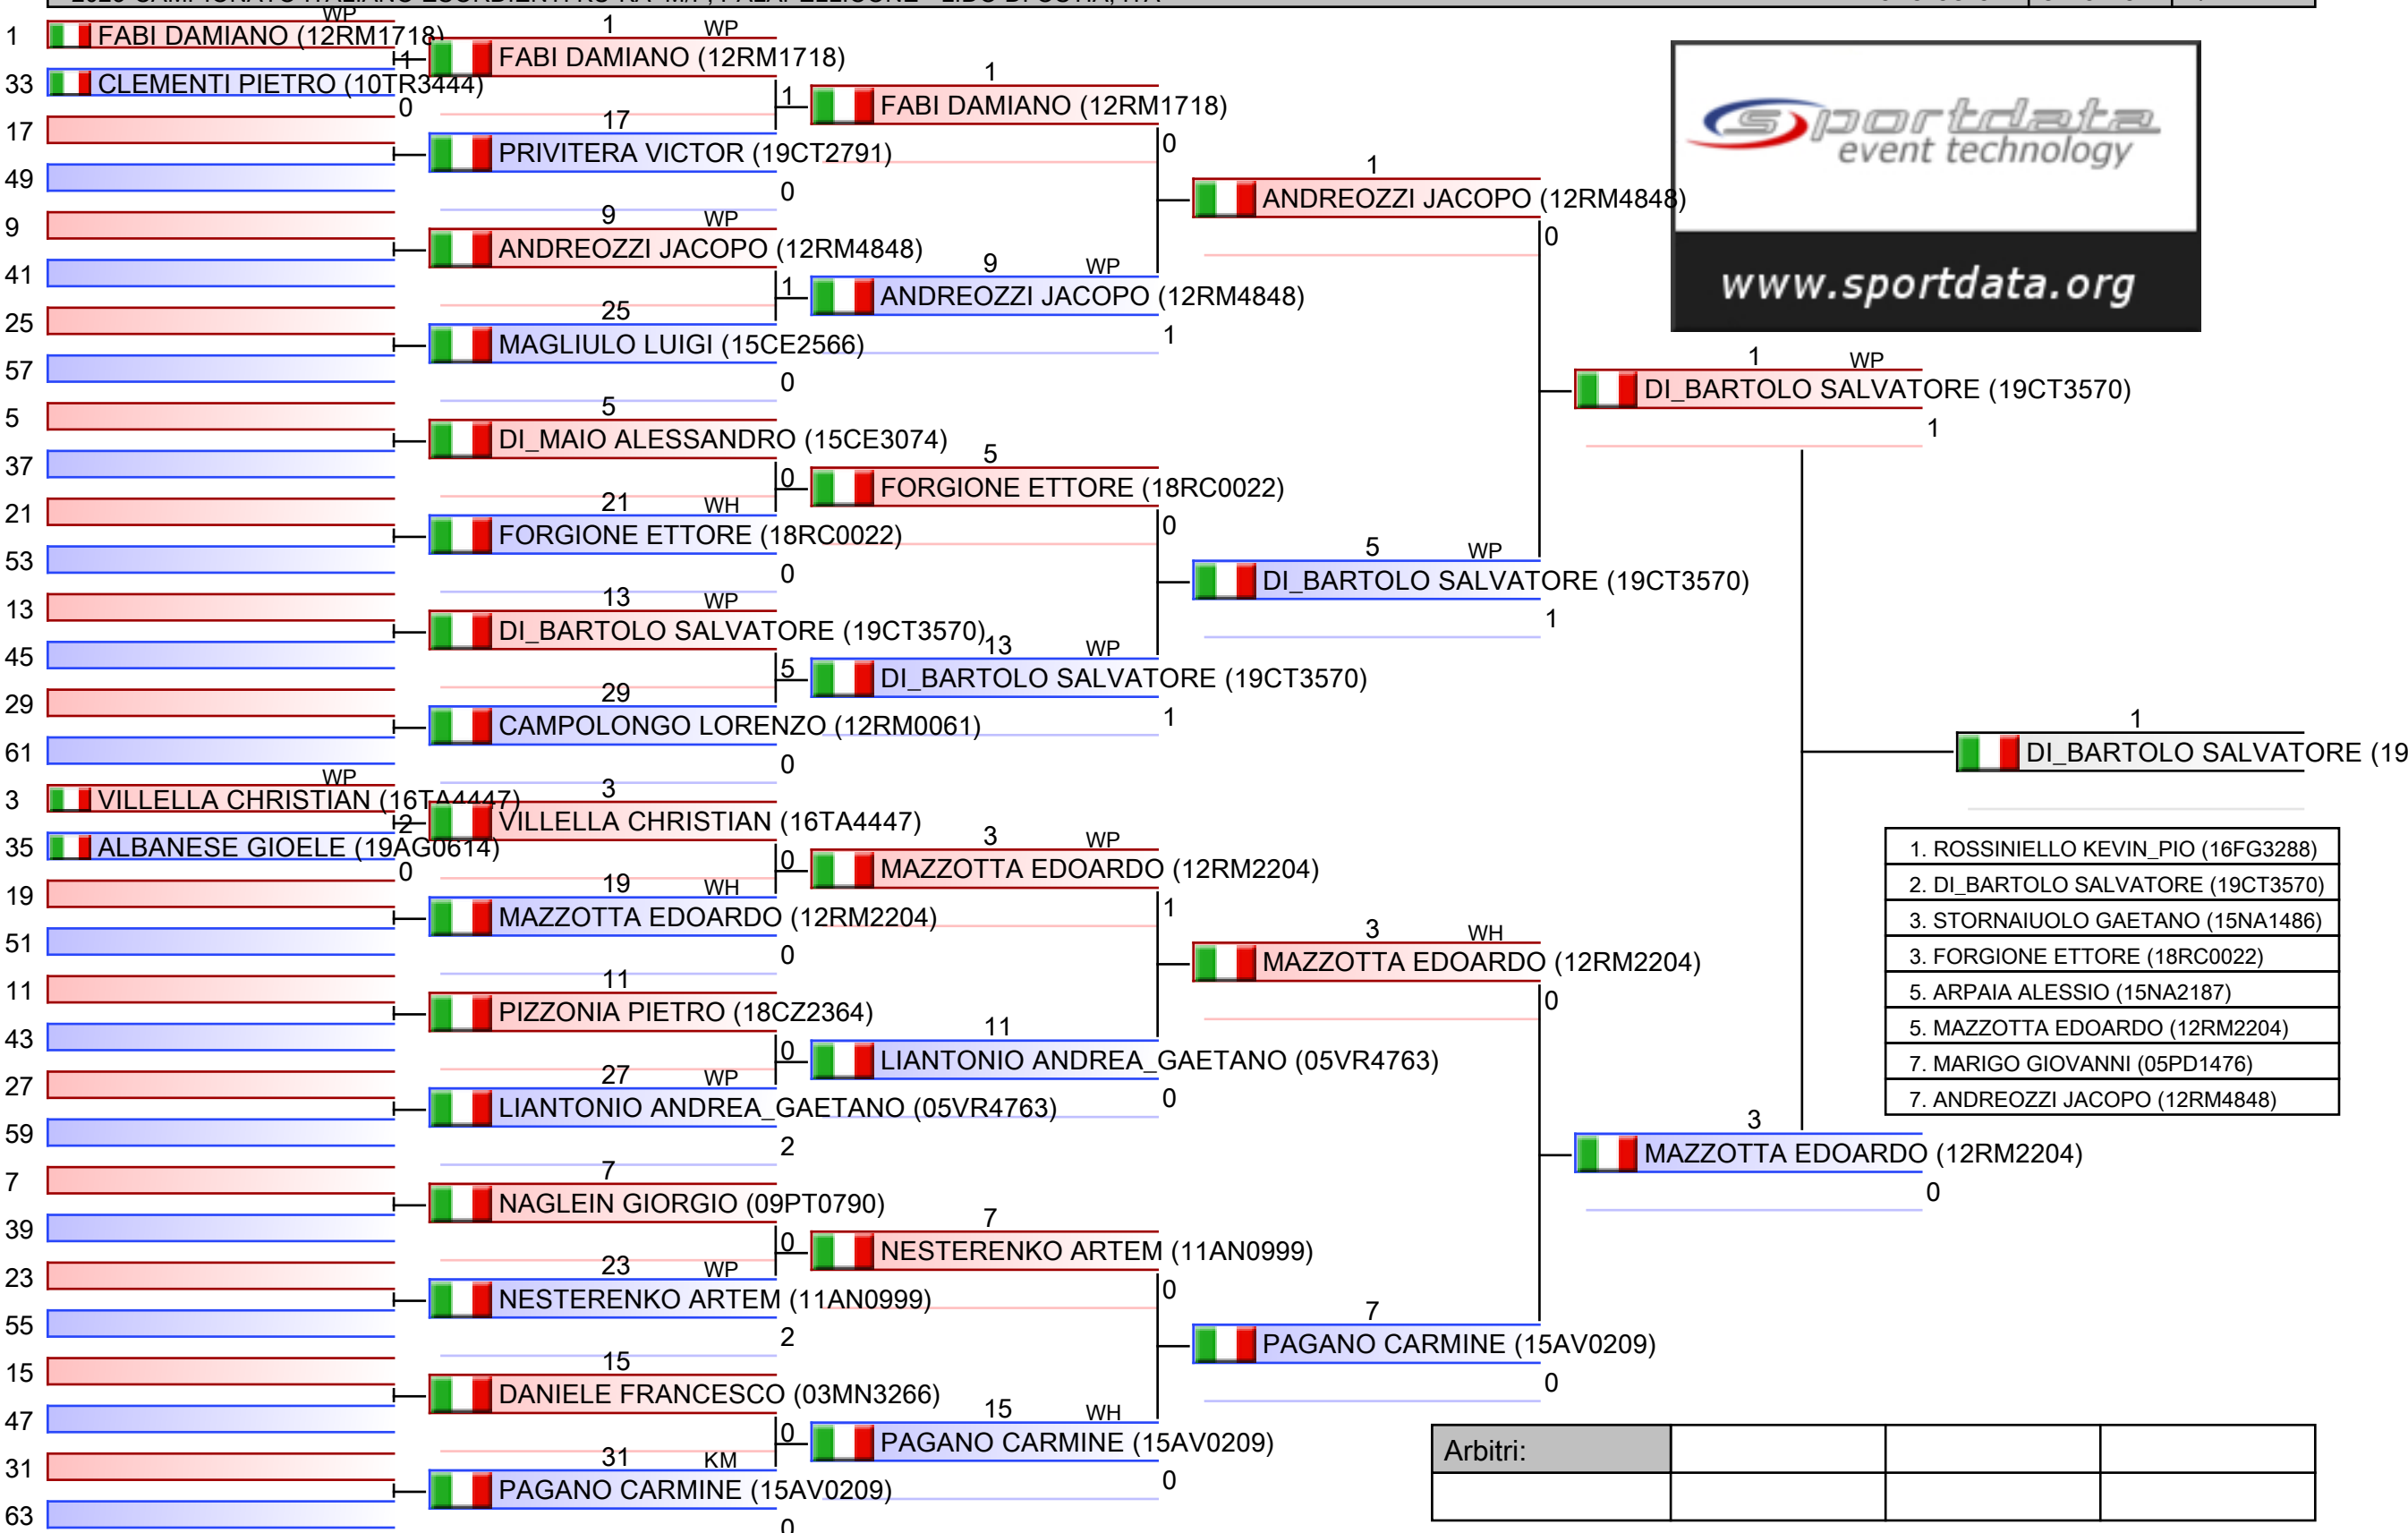 WP
1 FABI DAMIANO (12RM1718)
1
33 CLEMENTI PIETRO (10TR3444)
0
17
49
9
41
25
57
5
37
21
53
13
45
29
61
WP
3 VILLELLA CHRISTIAN (16TA4447)
2
35 ALBANESE GIOELE (19AG0614)
0
19
51
11
43
27
59
7
39
23
55
15
47
31
63
1 WP
FABI DAMIANO (12RM1718)
1
17
PRIVITERA VICTOR (19CT2791)
0
9 WP
ANDREOZZI JACOPO (12RM4848)
1
25
MAGLIULO LUIGI (15CE2566)
0
5
DI_MAIO ALESSANDRO (15CE3074)
0
21 WH
FORGIONE ETTORE (18RC0022)
0
13 WP
DI_BARTOLO SALVATORE (19CT3570)
5
29
CAMPOLONGO LORENZO (12RM0061)
0
3
VILLELLA CHRISTIAN (16TA4447)
0
19 WH
MAZZOTTA EDOARDO (12RM2204)
0
11
PIZZONIA PIETRO (18CZ2364)
0
27 WP
LIANTONIO ANDREA_GAETANO (05VR4763)
2
7
NAGLEIN GIORGIO (09PT0790)
0
23 WP
NESTERENKO ARTEM (11AN0999)
2
15
DANIELE FRANCESCO (03MN3266)
0
31 KM
PAGANO CARMINE (15AV0209)
0
1
FABI DAMIANO (12RM1718)
0
9 WP
ANDREOZZI JACOPO (12RM4848)
1
5
FORGIONE ETTORE (18RC0022)
0
13 WP
DI_BARTOLO SALVATORE (19CT3570)
1
3 WP
MAZZOTTA EDOARDO (12RM2204)
1
11
LIANTONIO ANDREA_GAETANO (05VR4763)
0
7
NESTERENKO ARTEM (11AN0999)
0
15 WH
PAGANO CARMINE (15AV0209)
0
1
ANDREOZZI JACOPO (12RM4848)
0
5 WP
DI_BARTOLO SALVATORE (19CT3570)
1
3 WH
MAZZOTTA EDOARDO (12RM2204)
0
7
PAGANO CARMINE (15AV0209)
0
sportdata
event technology
www.sportdata.org
1 WP
DI_BARTOLO SALVATORE (19CT3570)
1
3
MAZZOTTA EDOARDO (12RM2204)
0
1
DI_BARTOLO SALVATORE (19
1. ROSSINIELLO KEVIN_PIO (16FG3288)
2. DI_BARTOLO SALVATORE (19CT3570)
3. STORNAIUOLO GAETANO (15NA1486)
3. FORGIONE ETTORE (18RC0022)
5. ARPAIA ALESSIO (15NA2187)
5. MAZZOTTA EDOARDO (12RM2204)
7. MARIGO GIOVANNI (05PD1476)
7. ANDREOZZI JACOPO (12RM4848)
Arbitri: